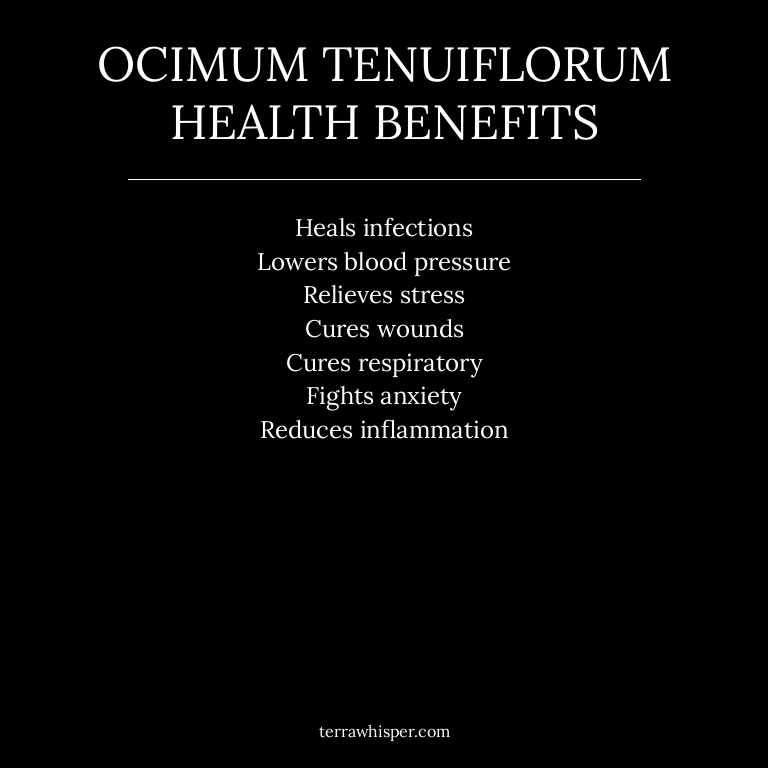 OCIMUM TENUIFLORUM
HEALTH BENEFITS
Heals infections
Lowers blood pressure
Relieves stress
Cures wounds
Cures respiratory
Fights anxiety
Reduces inflammation
terrawhisper.com